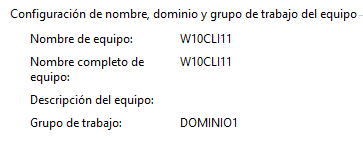 Configuración de nombre, dominio y grupo de trabajo del equipo
Nombre de equipo: W10CLI11
Nombre completo de W10CLI11
equipo:
Descripción del equipo:
Grupo de trabajo: DOMINIO1